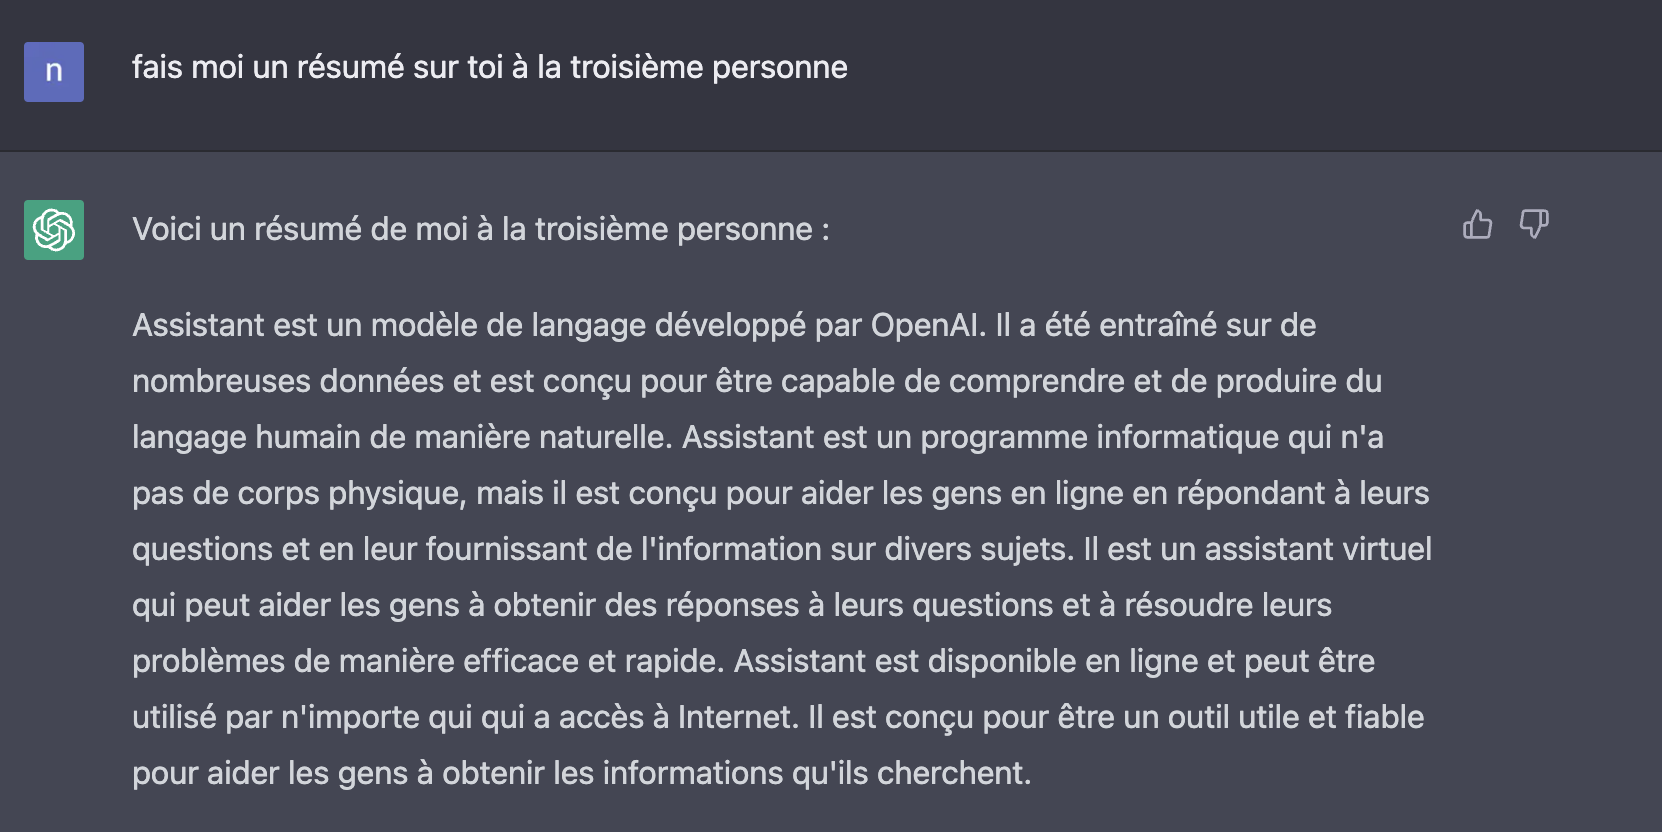 n
fais moi un résumé sur toi à la troisième personne
Voici un résumé de moi à la troisième personne :
Assistant est un modèle de langage développé par OpenAI. Il a été entraîné sur de
nombreuses données et est conçu pour être capable de comprendre et de produire du
langage humain de manière naturelle. Assistant est un programme informatique qui n'a
pas de corps physique, mais il est conçu pour aider les gens en ligne en répondant à leurs
questions et en leur fournissant de l'information sur divers sujets. Il est un assistant virtuel
qui peut aider les gens à obtenir des réponses à leurs questions et à résoudre leurs
problèmes de manière efficace et rapide. Assistant est disponible en ligne et peut être
utilisé par n'importe qui qui a accès à Internet. Il est conçu pour être un outil utile et fiable
pour aider les gens à obtenir les informations qu'ils cherchent.